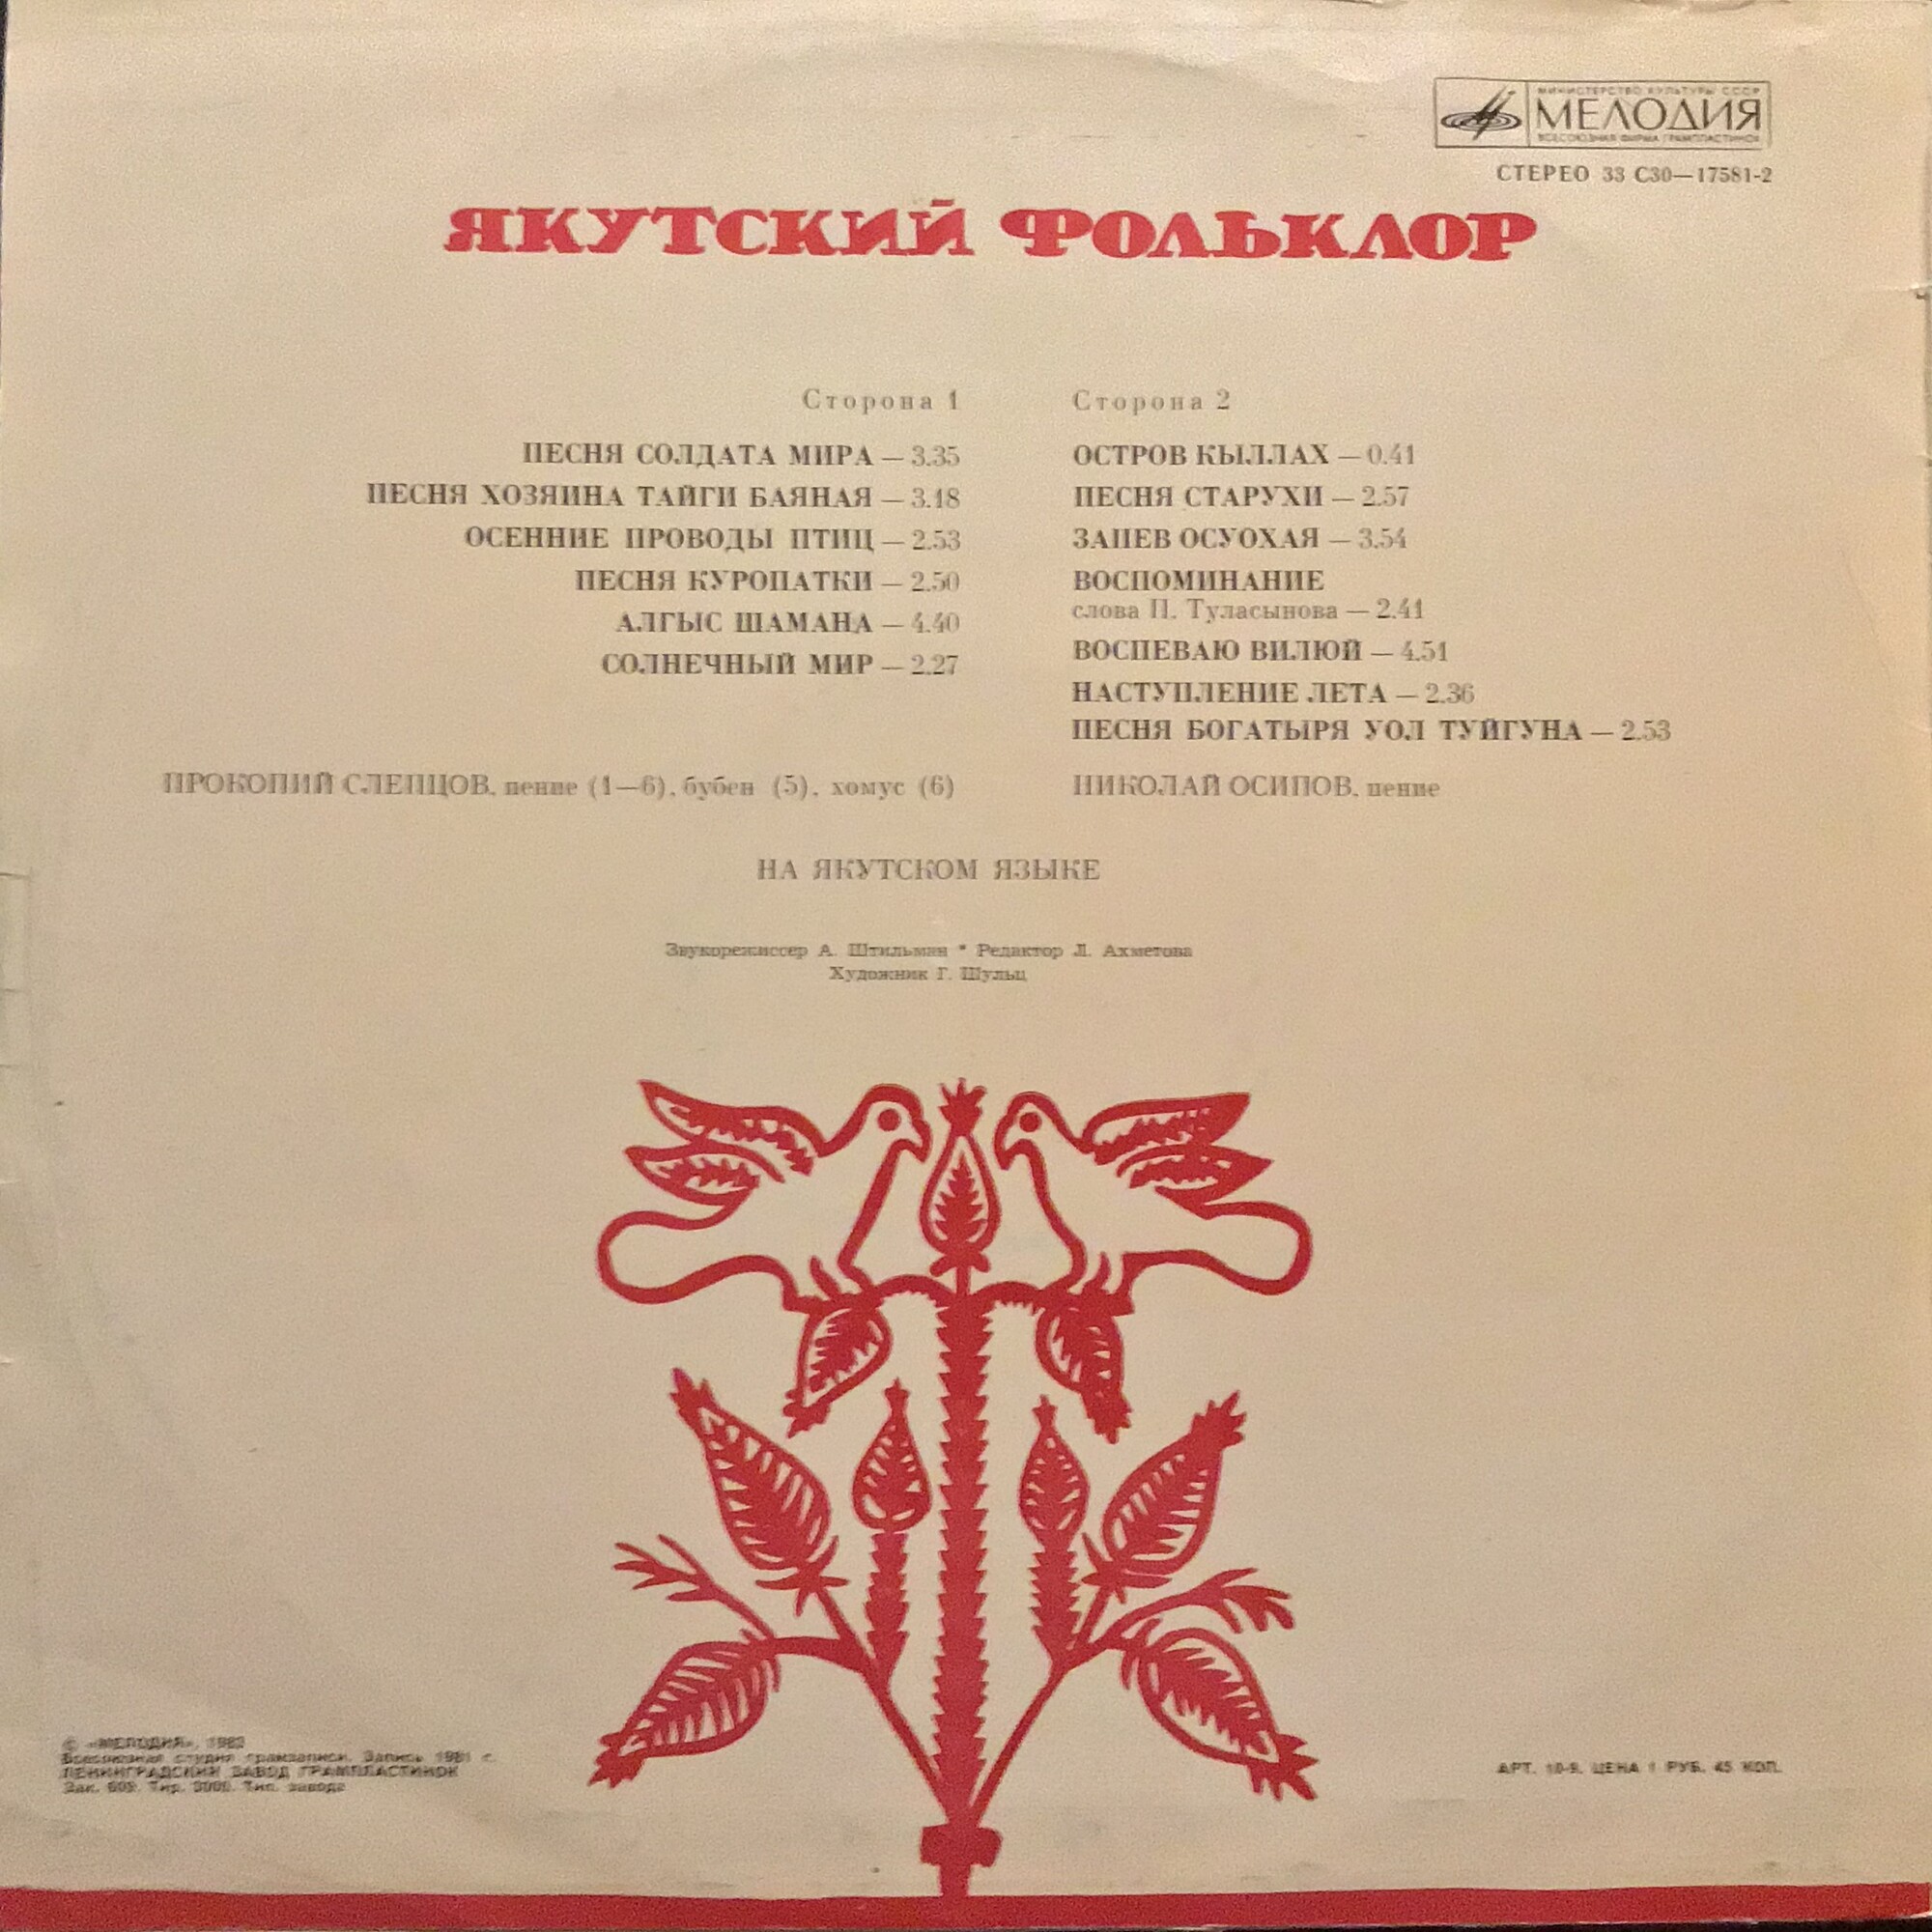 МИНИСТЕРСТВО КУЛЬТУРЫ СССР
МЕЛОДИЯ
ВСЕСОЮЗНАЯ ФИРМА ГРАМПЛАСТИНОК
СТЕРЕО 33 С30—17581-2
ЯКУТСКИЙ ФОЛЬКЛОР
Сторона 1
ПЕСНЯ СОЛДАТА МИРА — 3.35
ПЕСНЯ ХОЗЯИНА ТАЙГИ БАЯНАЯ — 3.18
ОСЕННИЕ ПРОВОДЫ ПТИЦ — 2.53
ПЕСНЯ КУРОПАТКИ — 2.50
АЛГЫС ШАМАНА — 4.40
СОЛНЕЧНЫЙ МИР — 2.27
ПРОКОПИЙ СЛЕПЦОВ, пение (1—6), бубен (5), хомус (6)
Сторона 2
ОСТРОВ КЫЛЛАХ — 0.41
ПЕСНЯ СТАРУХИ — 2.57
ЗАПЕВ ОСУОХАЯ — 3.54
ВОСПОМИНАНИЕ
слова П. Туласынова — 2.41
ВОСПЕВАЮ ВИЛЮЙ — 4.51
НАСТУПЛЕНИЕ ЛЕТА — 2.36
ПЕСНЯ БОГАТЫРЯ УОЛ ТУЙГУНА — 2.53
НИКОЛАЙ ОСИПОВ, пение
НА ЯКУТСКОМ ЯЗЫКЕ
Звукорежиссер А. Штильман * Редактор Л. Ахметова
Художник Г. Шульц
© «МЕЛОДИЯ», 1982
Всесоюзная студия грамзаписи. Запись 1981 г.
ЛЕНИНГРАДСКИЙ ЗАВОД ГРАМПЛАСТИНОК
Зак. Тир. Тип. завода
АРТ. 10-9. ЦЕНА 1 РУБ. 45 КОП.